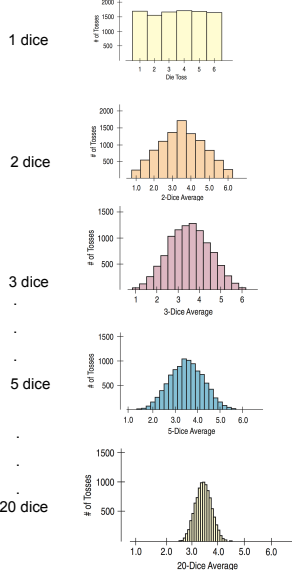 1 dice
# of Tosses
2000
1500
1000
500
1 2 3 4 5 6
Die Toss
2 dice
# of Tosses
2000
1500
1000
500
1.0 2.0 3.0 4.0 5.0 6.0
2-Dice Average
3 dice
# of Tosses
1500
1000
500
1 2 3 4 5 6
3-Dice Average
.
.
.
5 dice
# of Tosses
1500
1000
500
1.0 2.0 3.0 4.0 5.0 6.0
5-Dice Average
.
.
.
20 dice
# of Tosses
1500
1000
500
1.0 2.0 3.0 4.0 5.0 6.0
20-Dice Average